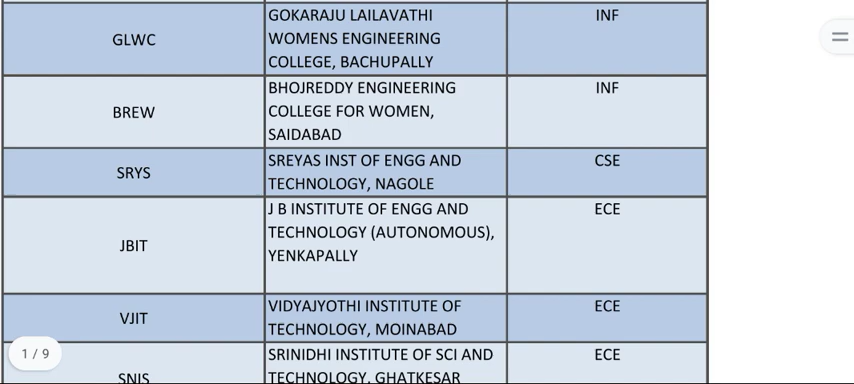 GLWC
GOKARAJU LAILAVATHI
WOMENS ENGINEERING
COLLEGE, BACHUPALLY
INF
BREW
BHOJREDDY ENGINEERING
COLLEGE FOR WOMEN,
SAIDABAD
INF
SRYS
SREYAS INST OF ENGG AND
TECHNOLOGY, NAGOLE
CSE
JBIT
J B INSTITUTE OF ENGG AND
TECHNOLOGY (AUTONOMOUS),
YENKAPALLY
ECE
VJIT
VIDYAJYOTHI INSTITUTE OF
TECHNOLOGY, MOINABAD
ECE
SNIS
SRINIDHI INSTITUTE OF SCI AND
TECHNOLOGY, GHATKESAR
ECE
1 / 9